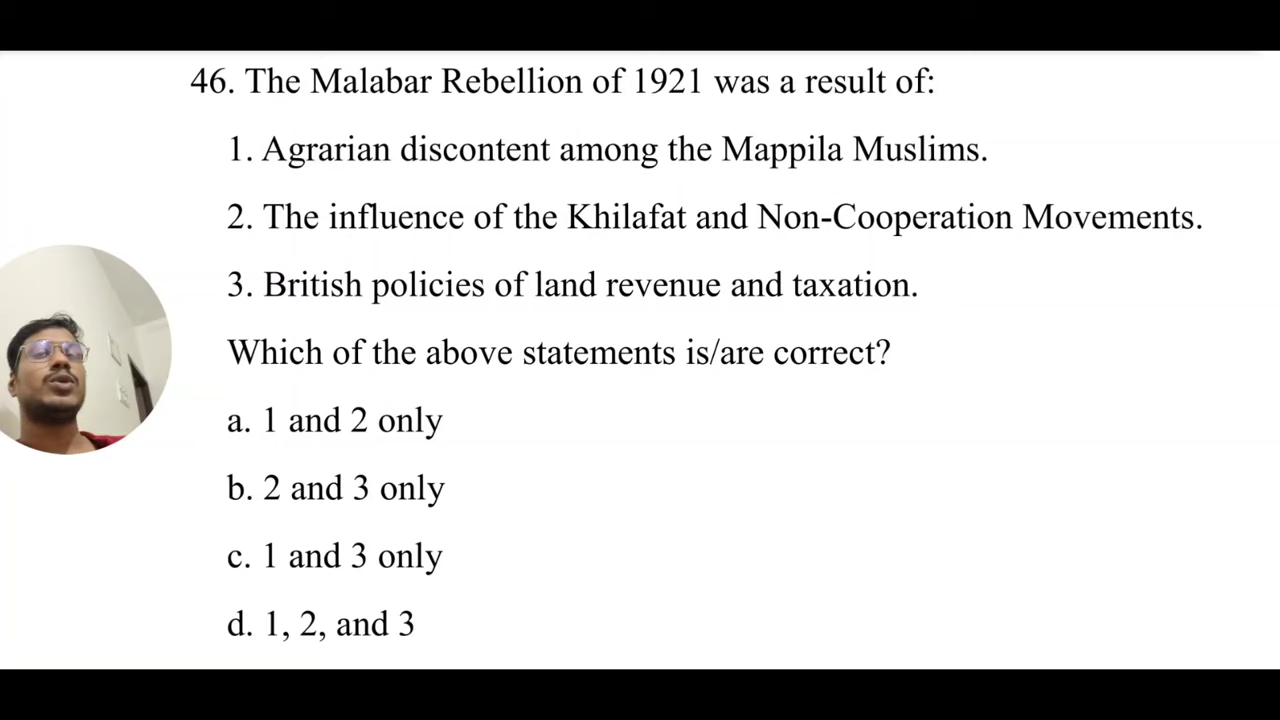 46. The Malabar Rebellion of 1921 was a result of:
1. Agrarian discontent among the Mappila Muslims.
2. The influence of the Khilafat and Non-Cooperation Movements.
3. British policies of land revenue and taxation.
Which of the above statements is/are correct?
a. 1 and 2 only
b. 2 and 3 only
c. 1 and 3 only
d. 1, 2, and 3